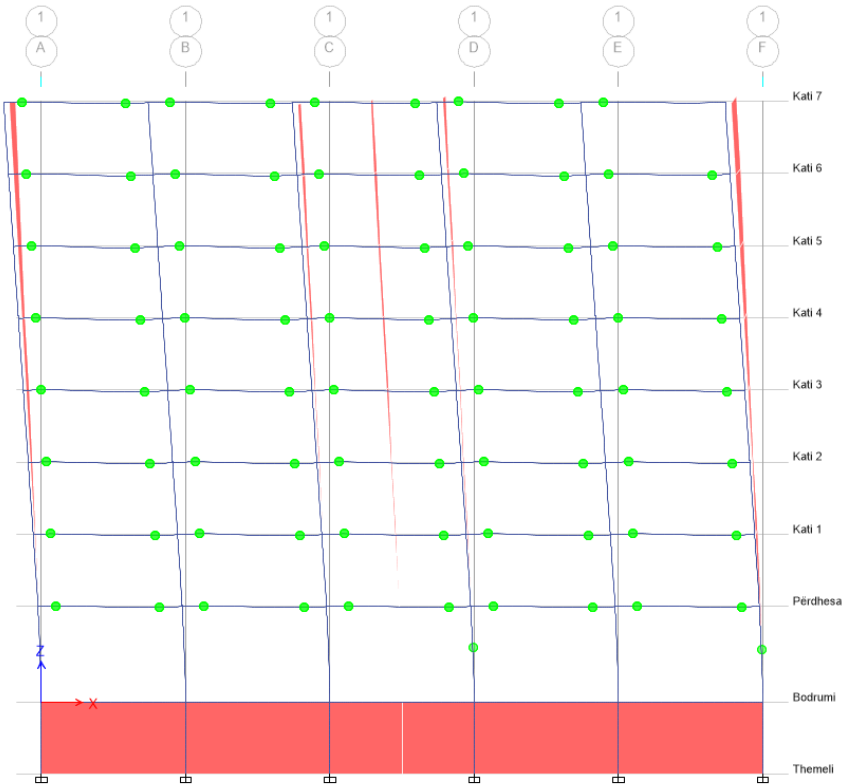 1 1 1 1 1 1
A B C D E F
Kati 7
Kati 6
Kati 5
Kati 4
Kati 3
Kati 2
Kati 1
Përdhesa
Z
Bodrumi
X
Themeli